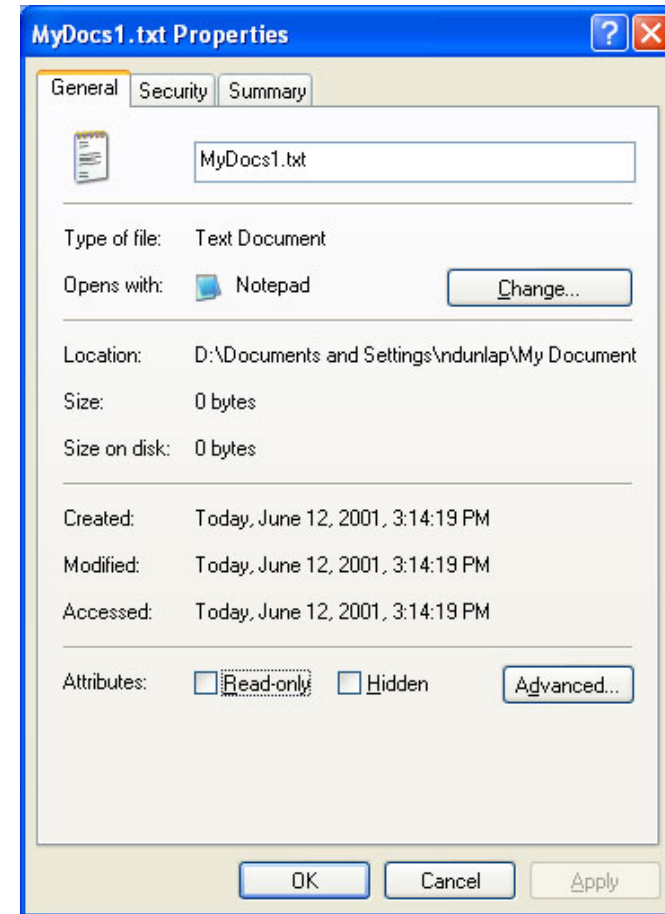 MyDocs1.txt Properties
General Security Summary
MyDocs1.txt
Type of file: Text Document
Opens with: Notepad Change...
Location: D:\Documents and Settings\ndunlap\My Document
Size: 0 bytes
Size on disk: 0 bytes
Created: Today, June 12, 2001, 3:14:19 PM
Modified: Today, June 12, 2001, 3:14:19 PM
Accessed: Today, June 12, 2001, 3:14:19 PM
Attributes: Read-only Hidden Advanced...
OK Cancel Apply